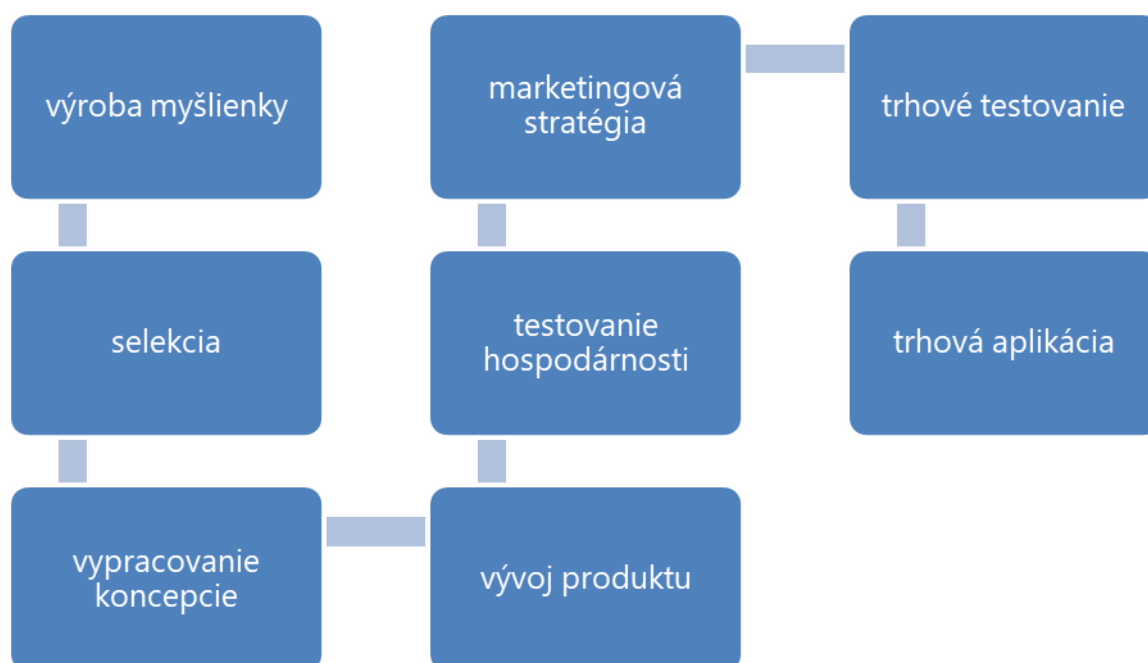 výroba myšlienky
selekcia
vypracovanie
koncepcie
vývoj produktu
testovanie
hospodárnosti
marketingová
stratégia
trhové testovanie
trhová aplikácia